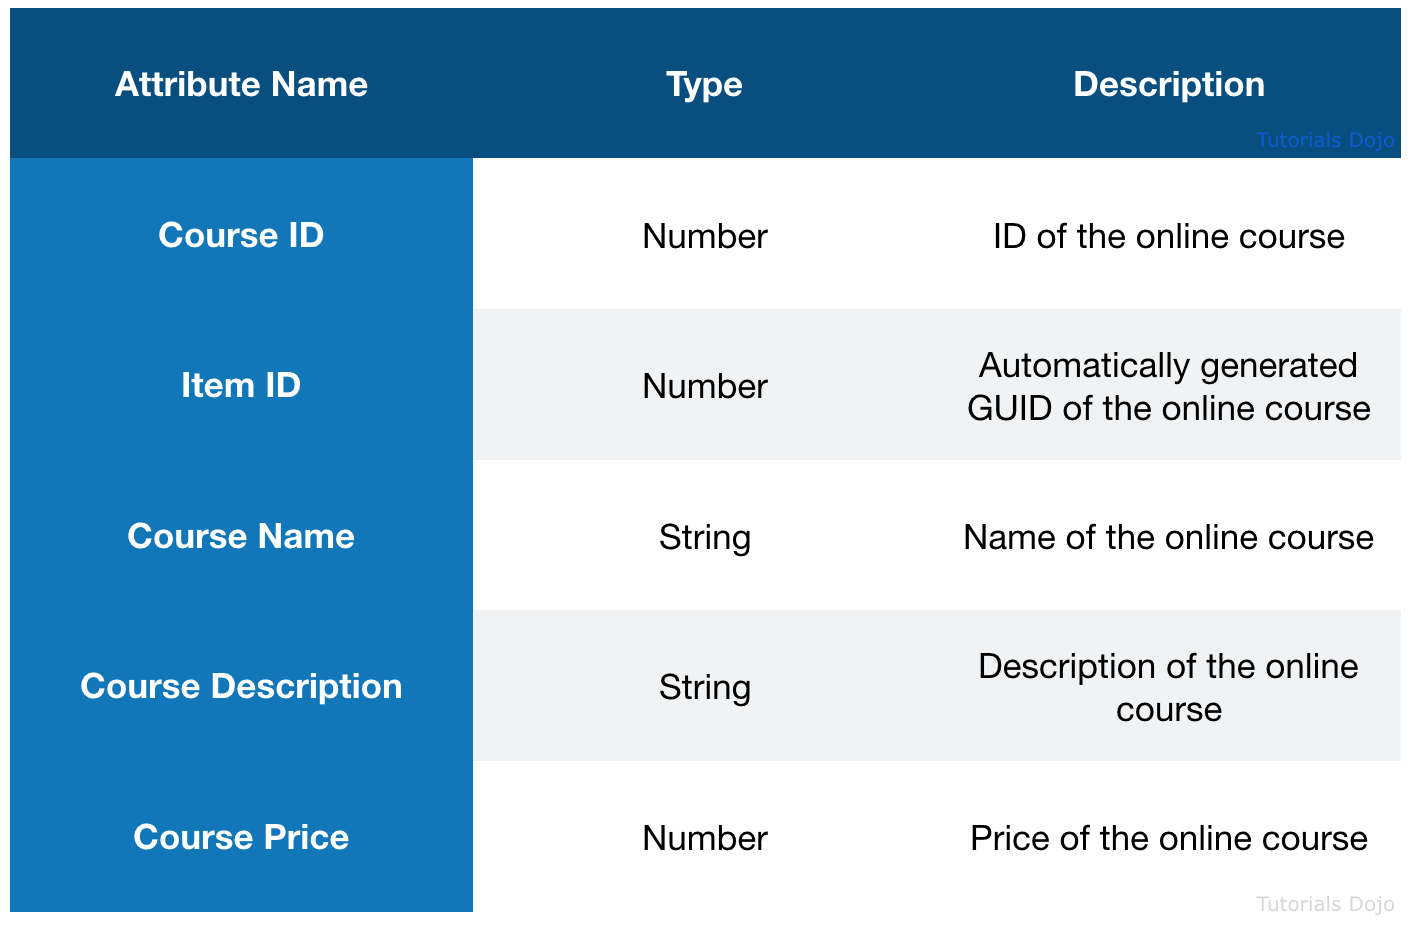 Attribute Name Type Description
Tutorials Dojo
Course ID Number ID of the online course
Item ID Number Automatically generated
GUID of the online course
Course Name String Name of the online course
Course Description String Description of the online
course
Course Price Number Price of the online course
Tutorials Dojo